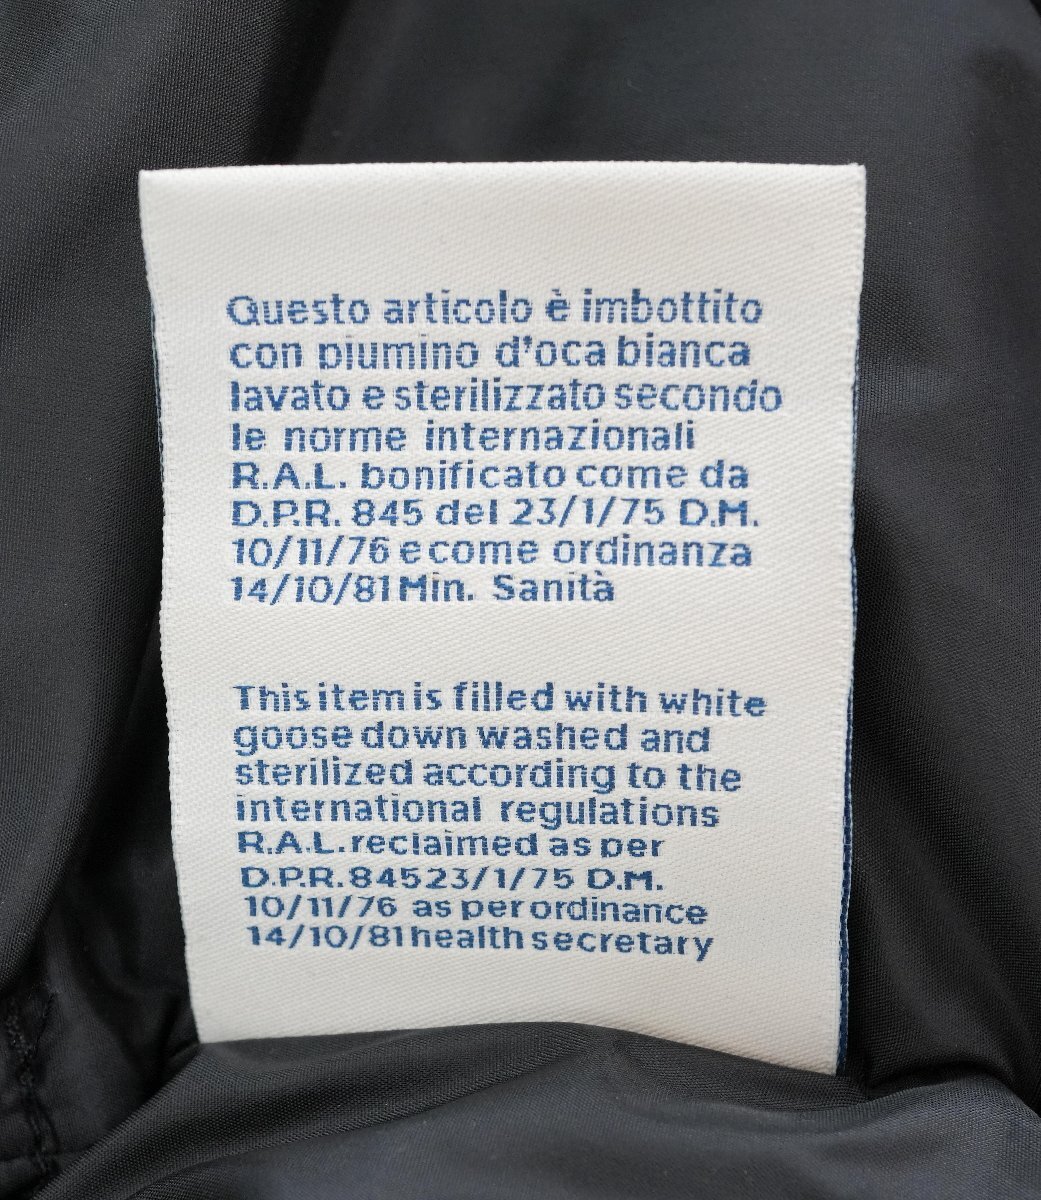 Questo articolo è imbottito
con piumino d'oca bianca
lavato e sterilizzato secondo
le norme internazionali
R.A.L. bonificato come da
D.P.R. 845 del 23/1/75 D.M.
10/11/76 e come ordinanza
14/10/81 Min. Sanità
This item is filled with white
goose down washed and
sterilized according to the
international regulations
R.A.L. reclaimed as per
D.P.R. 845 23/1/75 D.M.
10/11/76 as per ordinance
14/10/81 health secretary